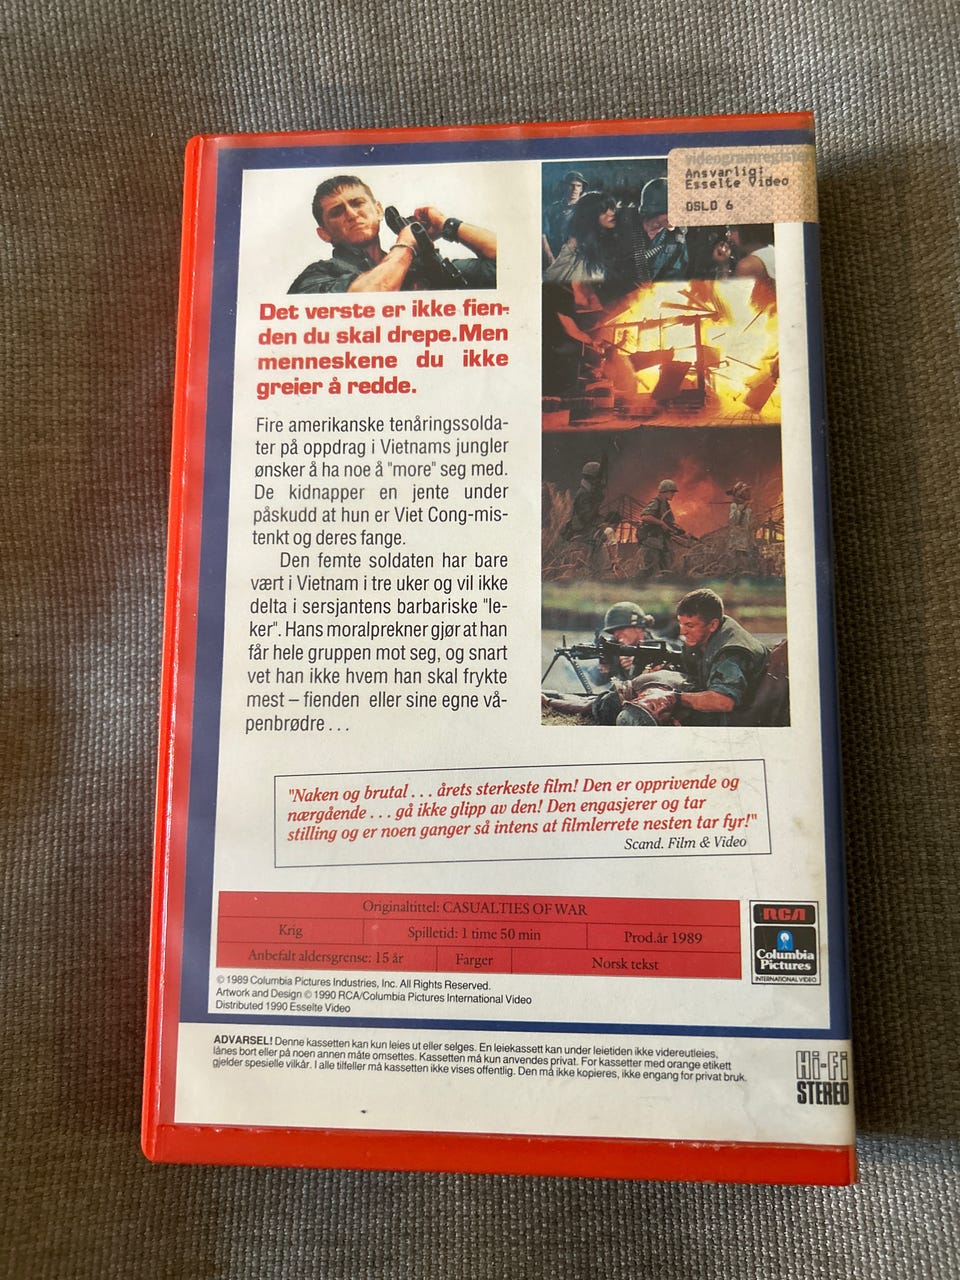 videogramregister
Ansvarlig:
Esselte Video
OSLO 6
Det verste er ikke fien-
den du skal drepe.Men
menneskene du ikke
greier å redde.
Fire amerikanske tenåringssolda-
ter på oppdrag i Vietnams jungler
ønsker å ha noe å "more" seg med.
De kidnapper en jente under
påskudd at hun er Viet Cong-mis-
tenkt og deres fange.
Den femte soldaten har bare
vært i Vietnam i tre uker og vil ikke
delta i sersjantens barbariske "le-
ker". Hans moralprekner gjør at han
får hele gruppen mot seg, og snart
vet han ikke hvem han skal frykte
mest – fienden eller sine egne vå-
penbrødre . . .
"Naken og brutal . . . årets sterkeste film! Den er opprivende og
nærgående . . . gå ikke glipp av den! Den engasjerer og tar
stilling og er noen ganger så intens at filmlerrete nesten tar fyr!"
Scand. Film & Video
Originaltittel: CASUALTIES OF WAR
Krig Spilletid: 1 time 50 min Prod.år 1989
Anbefalt aldersgrense: 15 år Farger Norsk tekst
RCA
Columbia
Pictures
INTERNATIONAL VIDEO
© 1989 Columbia Pictures Industries, Inc. All Rights Reserved.
Artwork and Design © 1990 RCA/Columbia Pictures International Video
Distributed 1990 Esselte Video
ADVARSEL! Denne kassetten kan kun leies ut eller selges. En leiekassett kan under leietiden ikke videreutleies,
lånes bort eller på noen annen måte omsettes. Kassetten må kun anvendes privat. For kassetter med orange etikett
gjelder spesielle vilkår. I alle tilfeller må kassetten ikke vises offentlig. Den må ikke kopieres, ikke engang for privat bruk.
Hi-Fi
STEREO